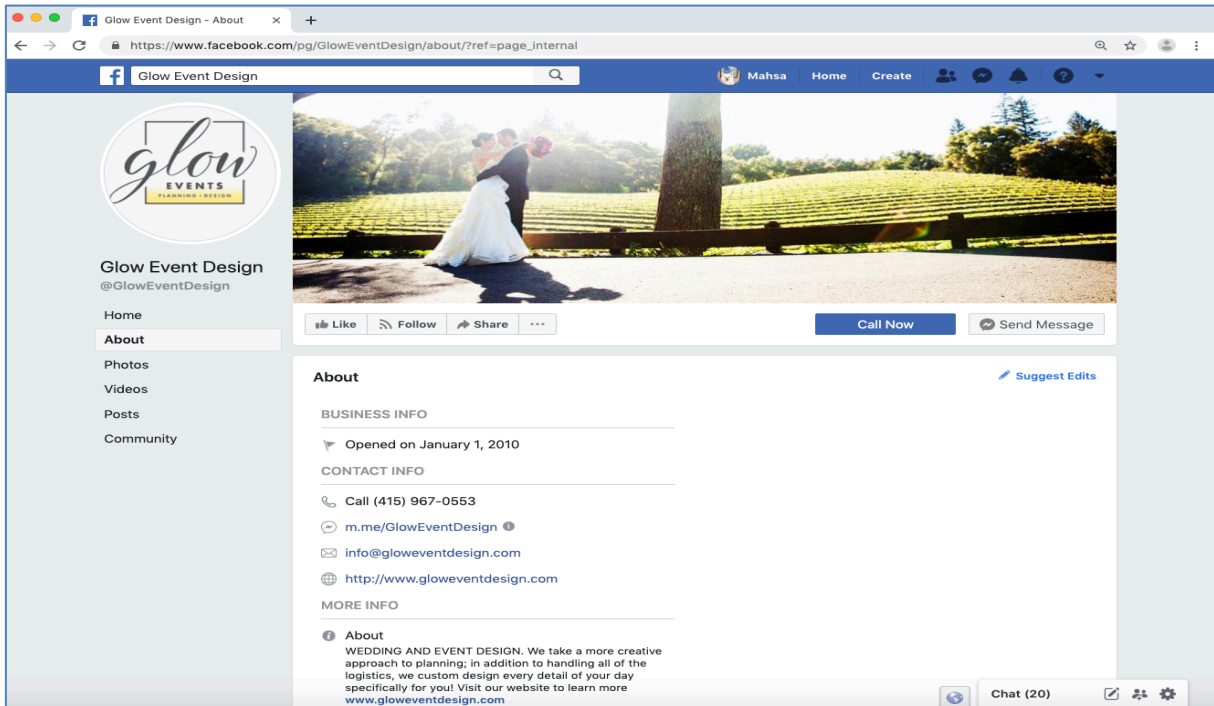 Glow Event Design - About
https://www.facebook.com/pg/GlowEventDesign/about/?ref=page_internal
Glow Event Design
Mahsa Home Create
glow
EVENTS
PLANNING • DESIGN
Glow Event Design
@GlowEventDesign
Home
About
Photos
Videos
Posts
Community
Like Follow Share
Call Now
Send Message
About
Suggest Edits
BUSINESS INFO
Opened on January 1, 2010
CONTACT INFO
Call (415) 967-0553
m.me/GlowEventDesign
info@gloweventdesign.com
http://www.gloweventdesign.com
MORE INFO
About
WEDDING AND EVENT DESIGN. We take a more creative
approach to planning; in addition to handling all of the
logistics, we custom design every detail of your day
specifically for you! Visit our website to learn more
www.gloweventdesign.com
Chat (20)